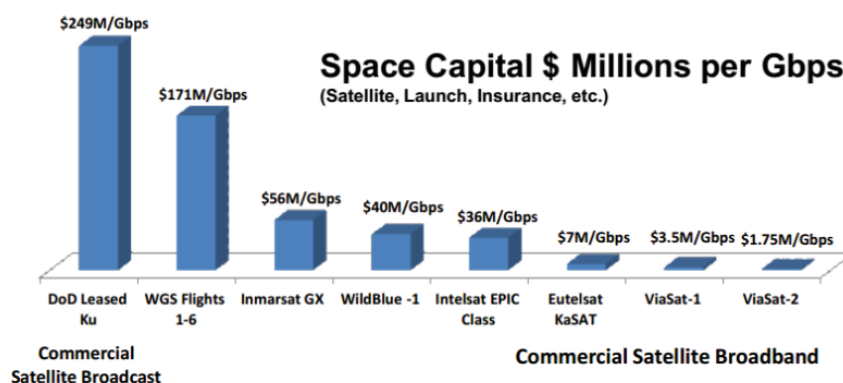 $249M/Gbps
Space Capital $ Millions per Gbps
(Satellite, Launch, Insurance, etc.)
$171M/Gbps
$56M/Gbps
$40M/Gbps
$36M/Gbps
$7M/Gbps
$3.5M/Gbps
$1.75M/Gbps
DoD Leased
Ku
WGS Flights
1-6
Inmarsat GX
WildBlue -1
Intelsat EPIC
Class
Eutelsat
KaSAT
ViaSat-1
ViaSat-2
Commercial
Satellite Broadcast
Commercial Satellite Broadband